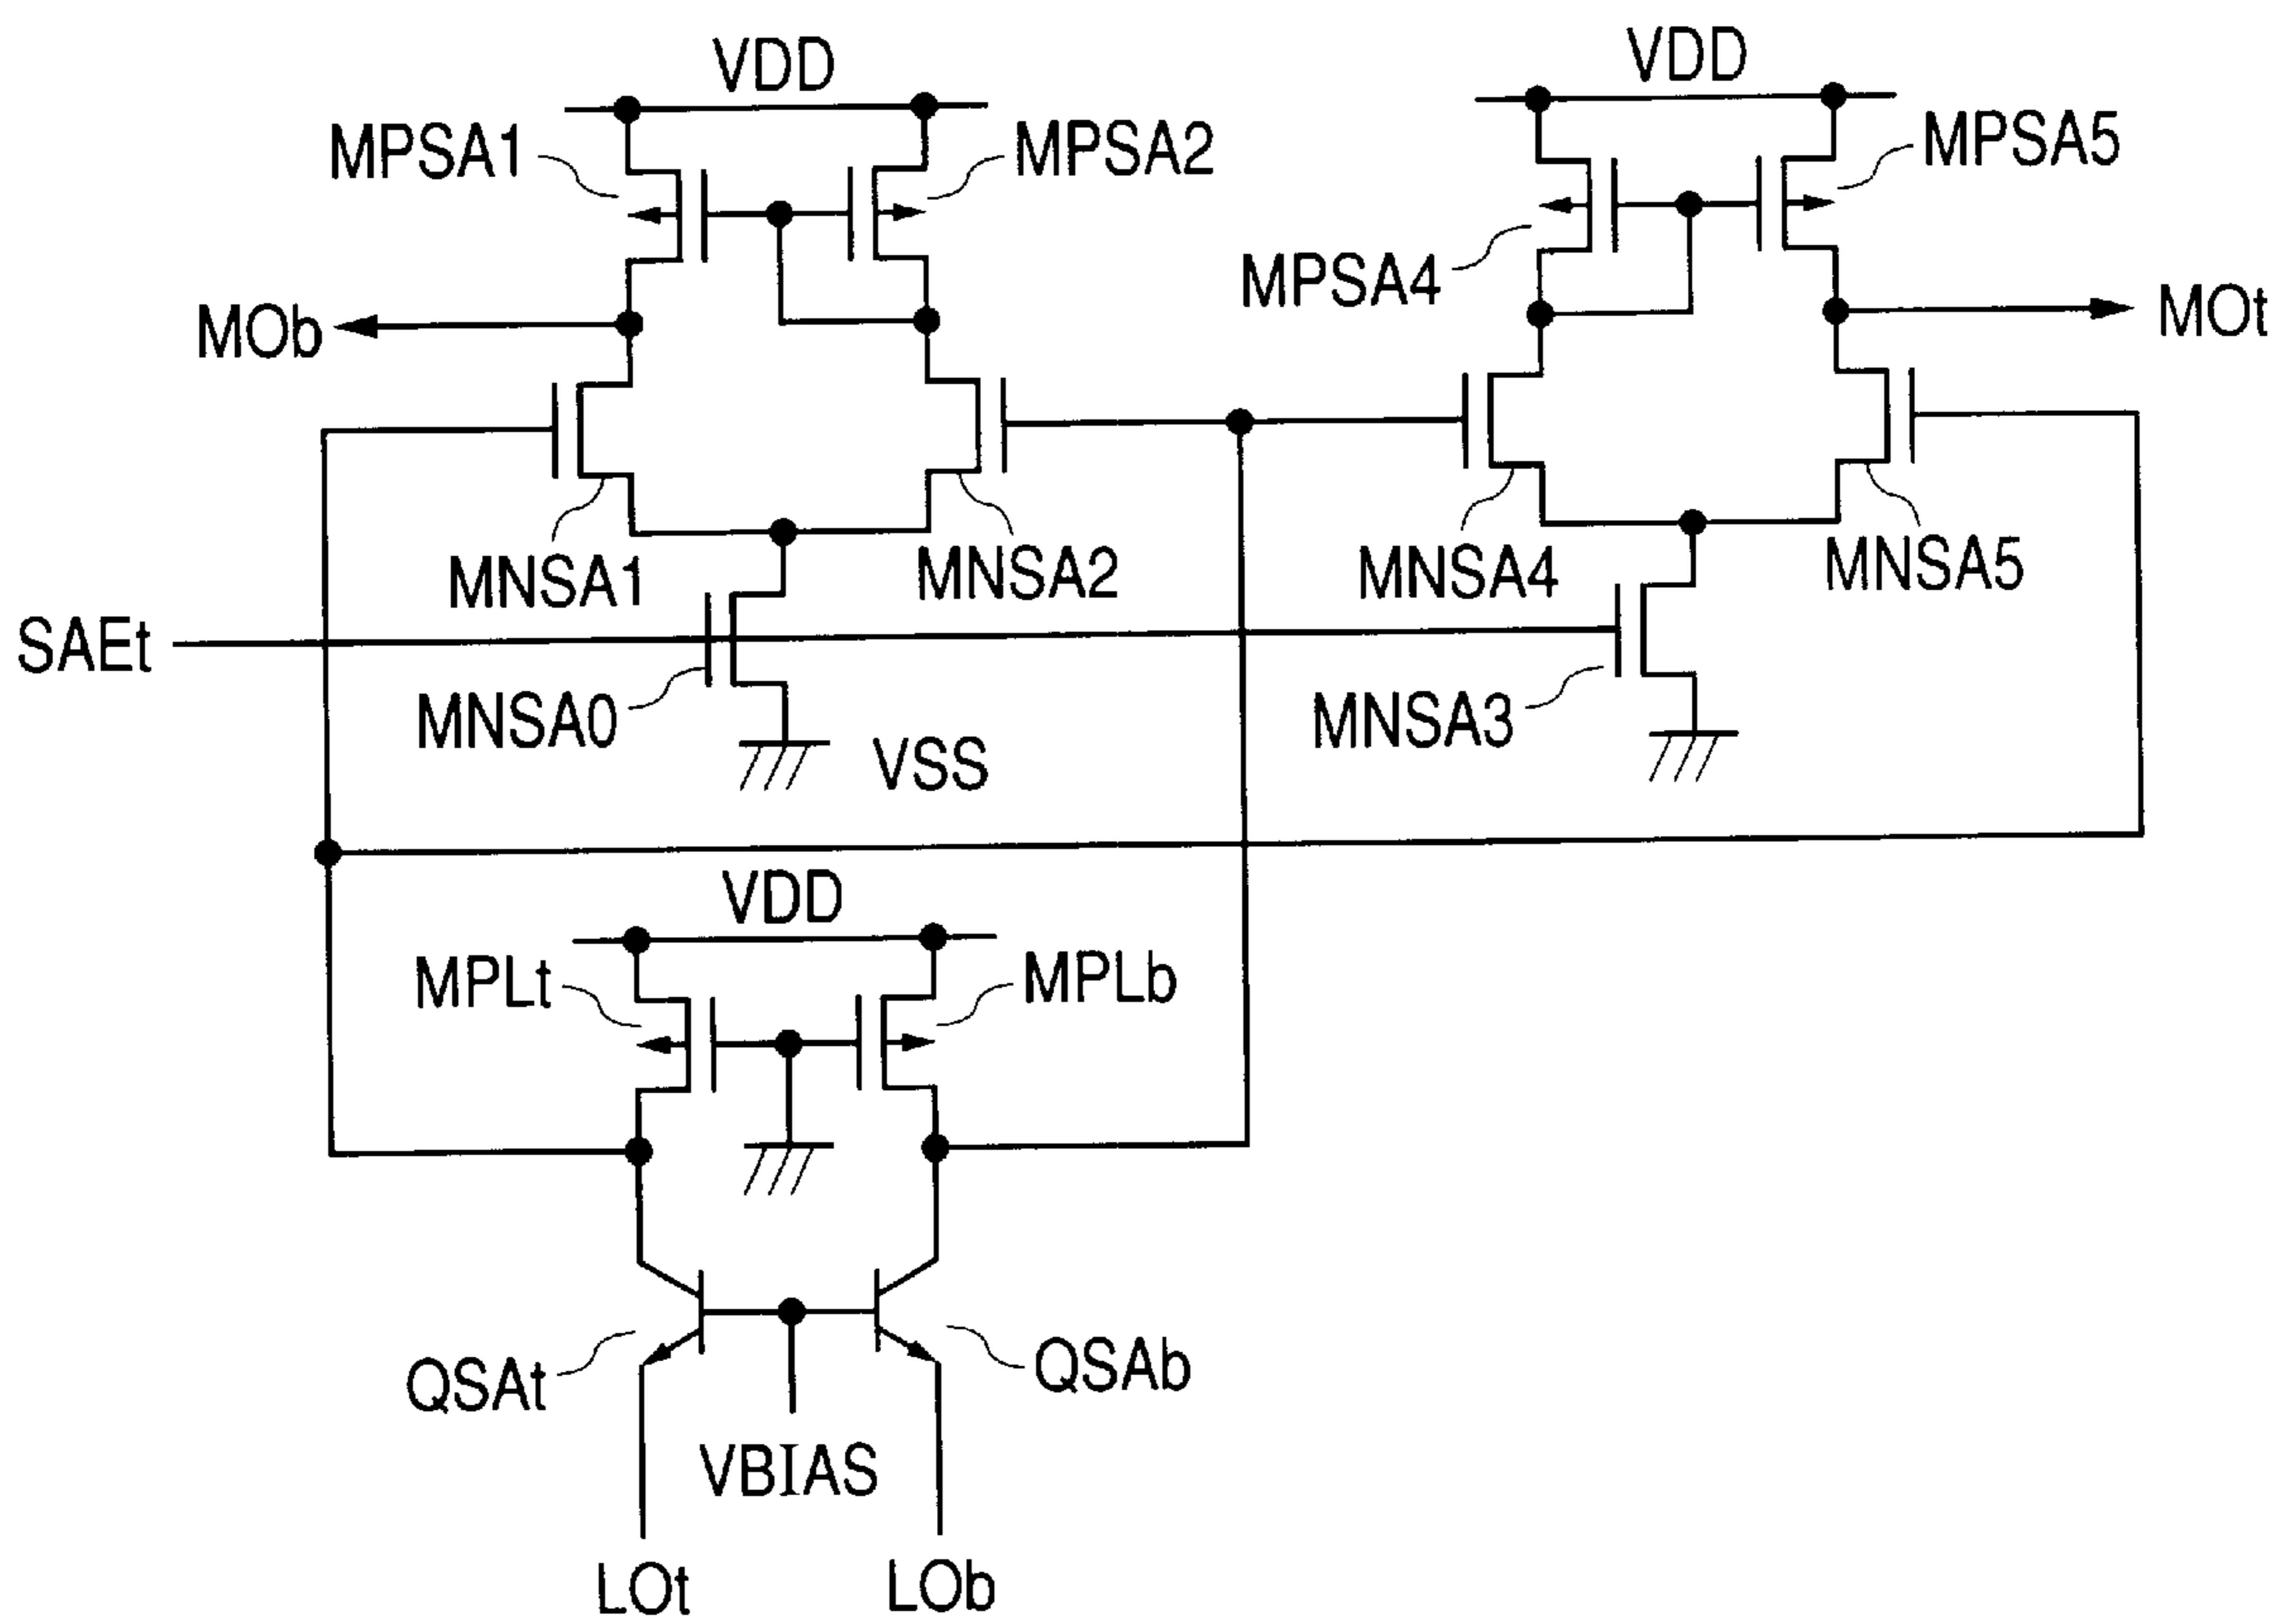 VDD
VDD
MPSA1
MPSA2
MPSA5
MPSA4
MOb
MOt
MNSA1
MNSA2
MNSA4
MNSA5
SAEt
MNSA0
MNSA3
VSS
VDD
MPLt
MPLb
QSAt
QSAb
VBIAS
LOt
LOb